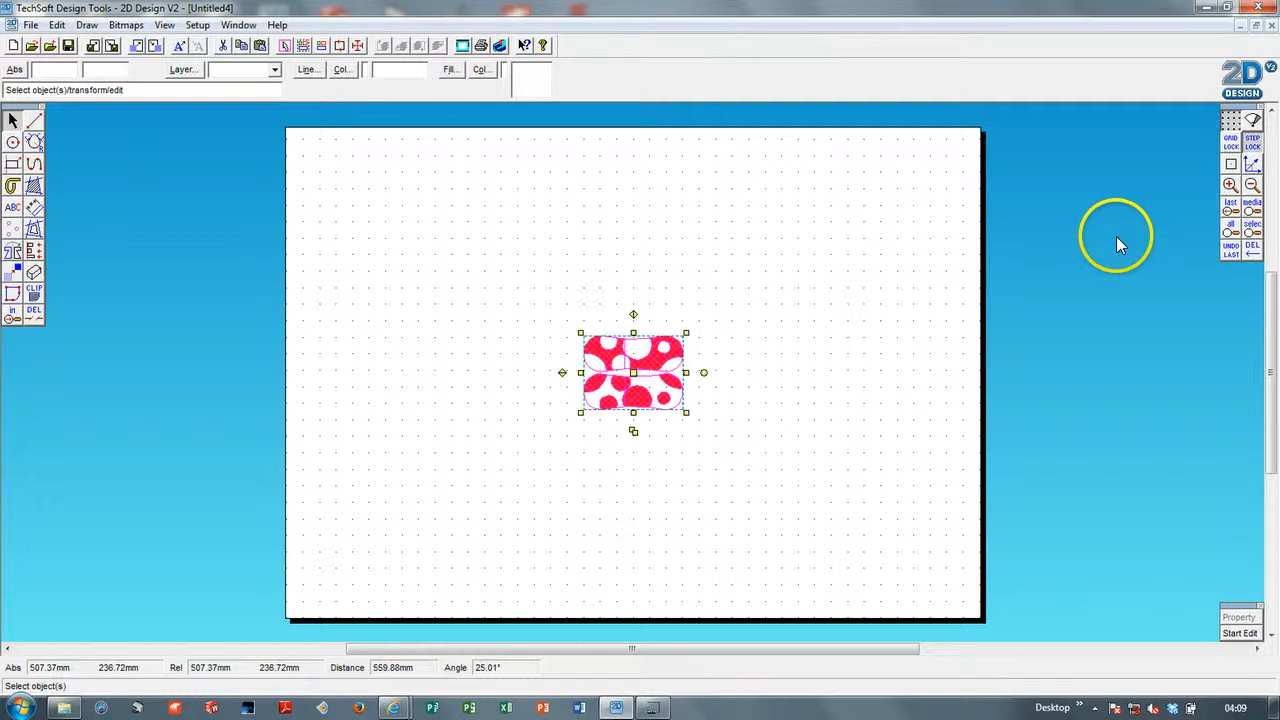 TechSoft Design Tools - 2D Design V2 - [Untitled4]
File Edit Draw Bitmaps View Setup Window Help
Abs Layer... Line... Col... Fill... Col...
2D V2
DESIGN
Select object(s)/transform/edit
GRID LOCK STEP LOCK
ABC
last media
all selec
UNDO LAST DEL
CLIP
in DEL
Property
Start Edit
Abs 507.37mm 236.72mm Rel 507.37mm 236.72mm Distance 559.88mm Angle 25.01°
Select object(s)
Desktop 04:09